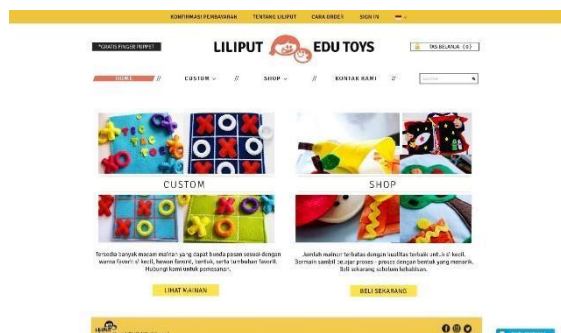 KONFIRMASI PEMBAYARAN TENTANG LILIPUT CARA ORDER SIGN IN
*GRATIS FINGER PUPPET
LILIPUT EDU TOYS
TAS BELANJA (0)
HOME // CUSTOM // SHOP // KONTAK KAMI //
CUSTOM
SHOP
Tersedia banyak macam mainan yang dapat bunda pesan sesuai dengan
warna favorit si kecil, hewan favorit, bentuk, serta tambahan favorit.
Hubungi kami untuk pemesanan.
Jumlah mainan terbatas dengan kualitas terbaik untuk si kecil.
Bermain sambil belajar proses - proses dengan bentuk yang menarik.
Beli sekarang sebelum kehabisan.
LIHAT MAINAN
BELI SEKARANG